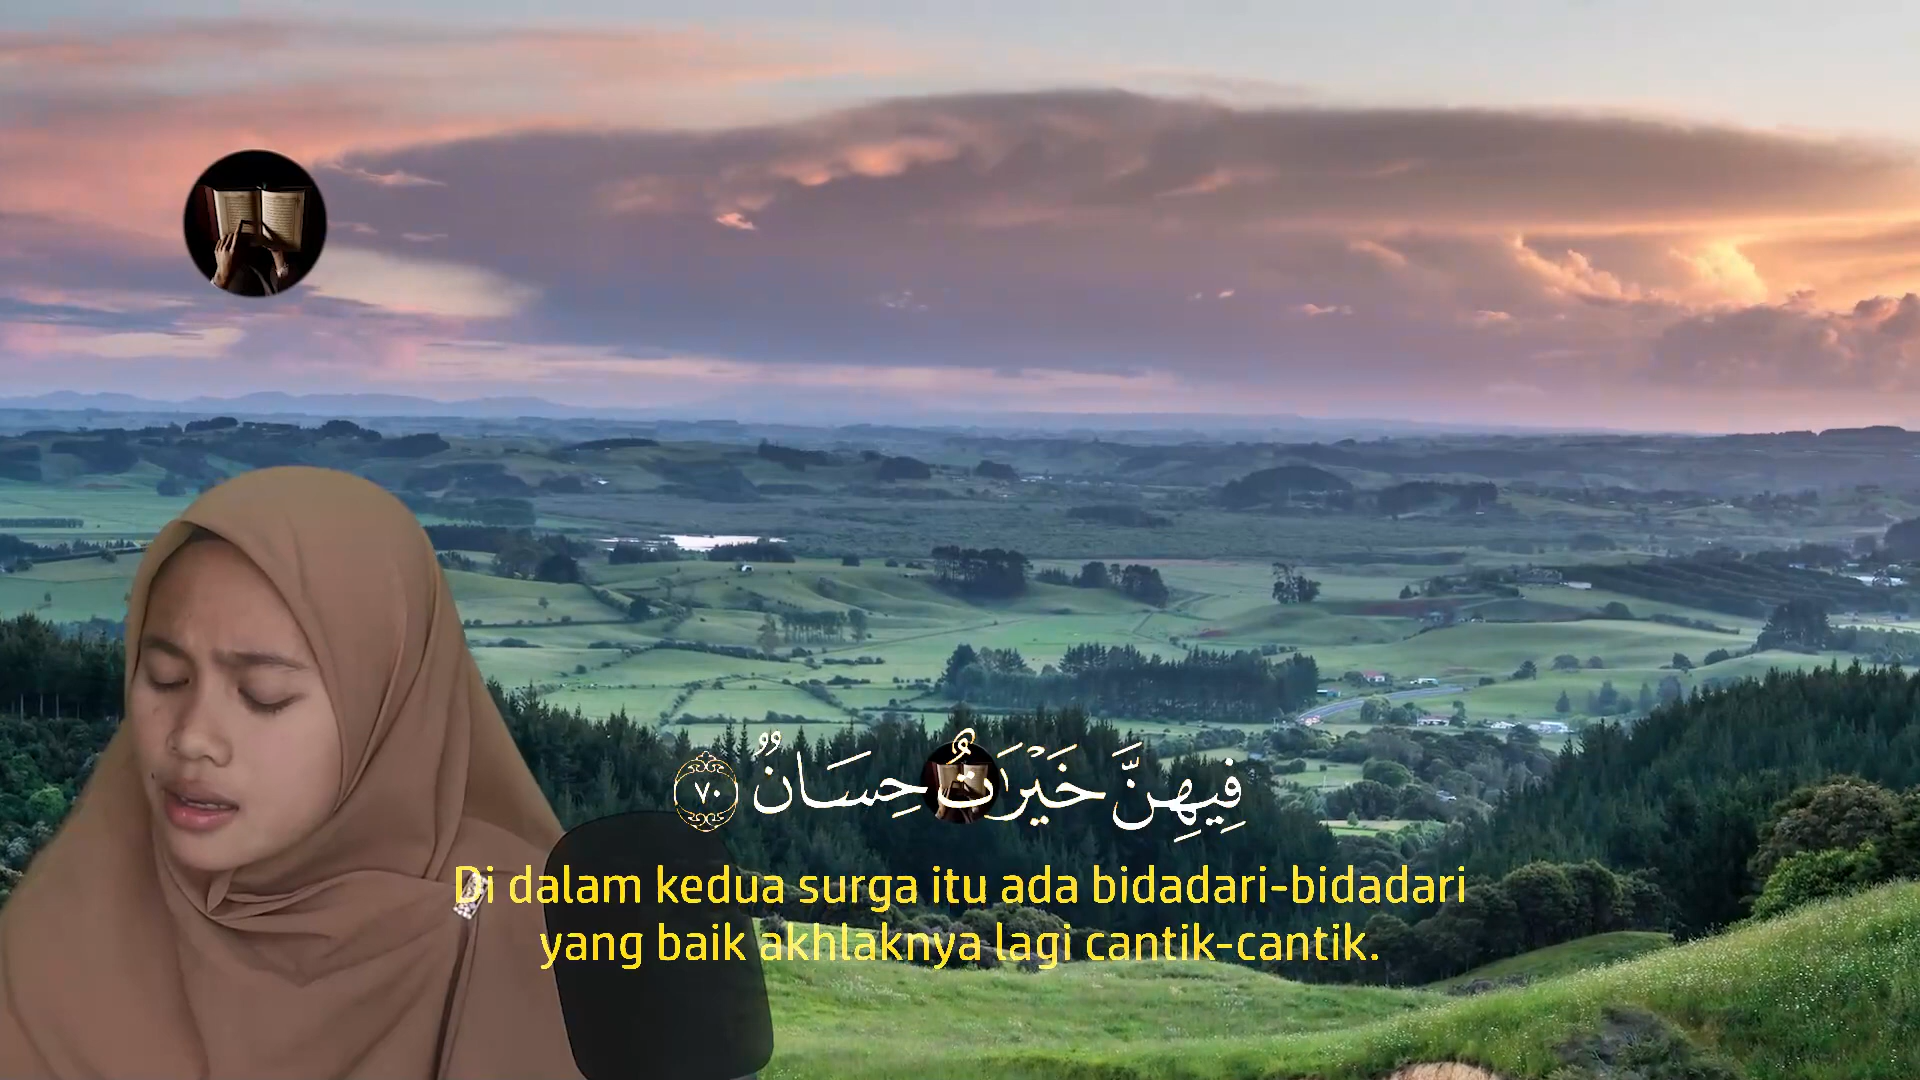 فِيهِنَّ خَيْرَٰتٌ حِسَانٌ ٧٠
Di dalam kedua surga itu ada bidadari-bidadari
yang baik akhlaknya lagi cantik-cantik.